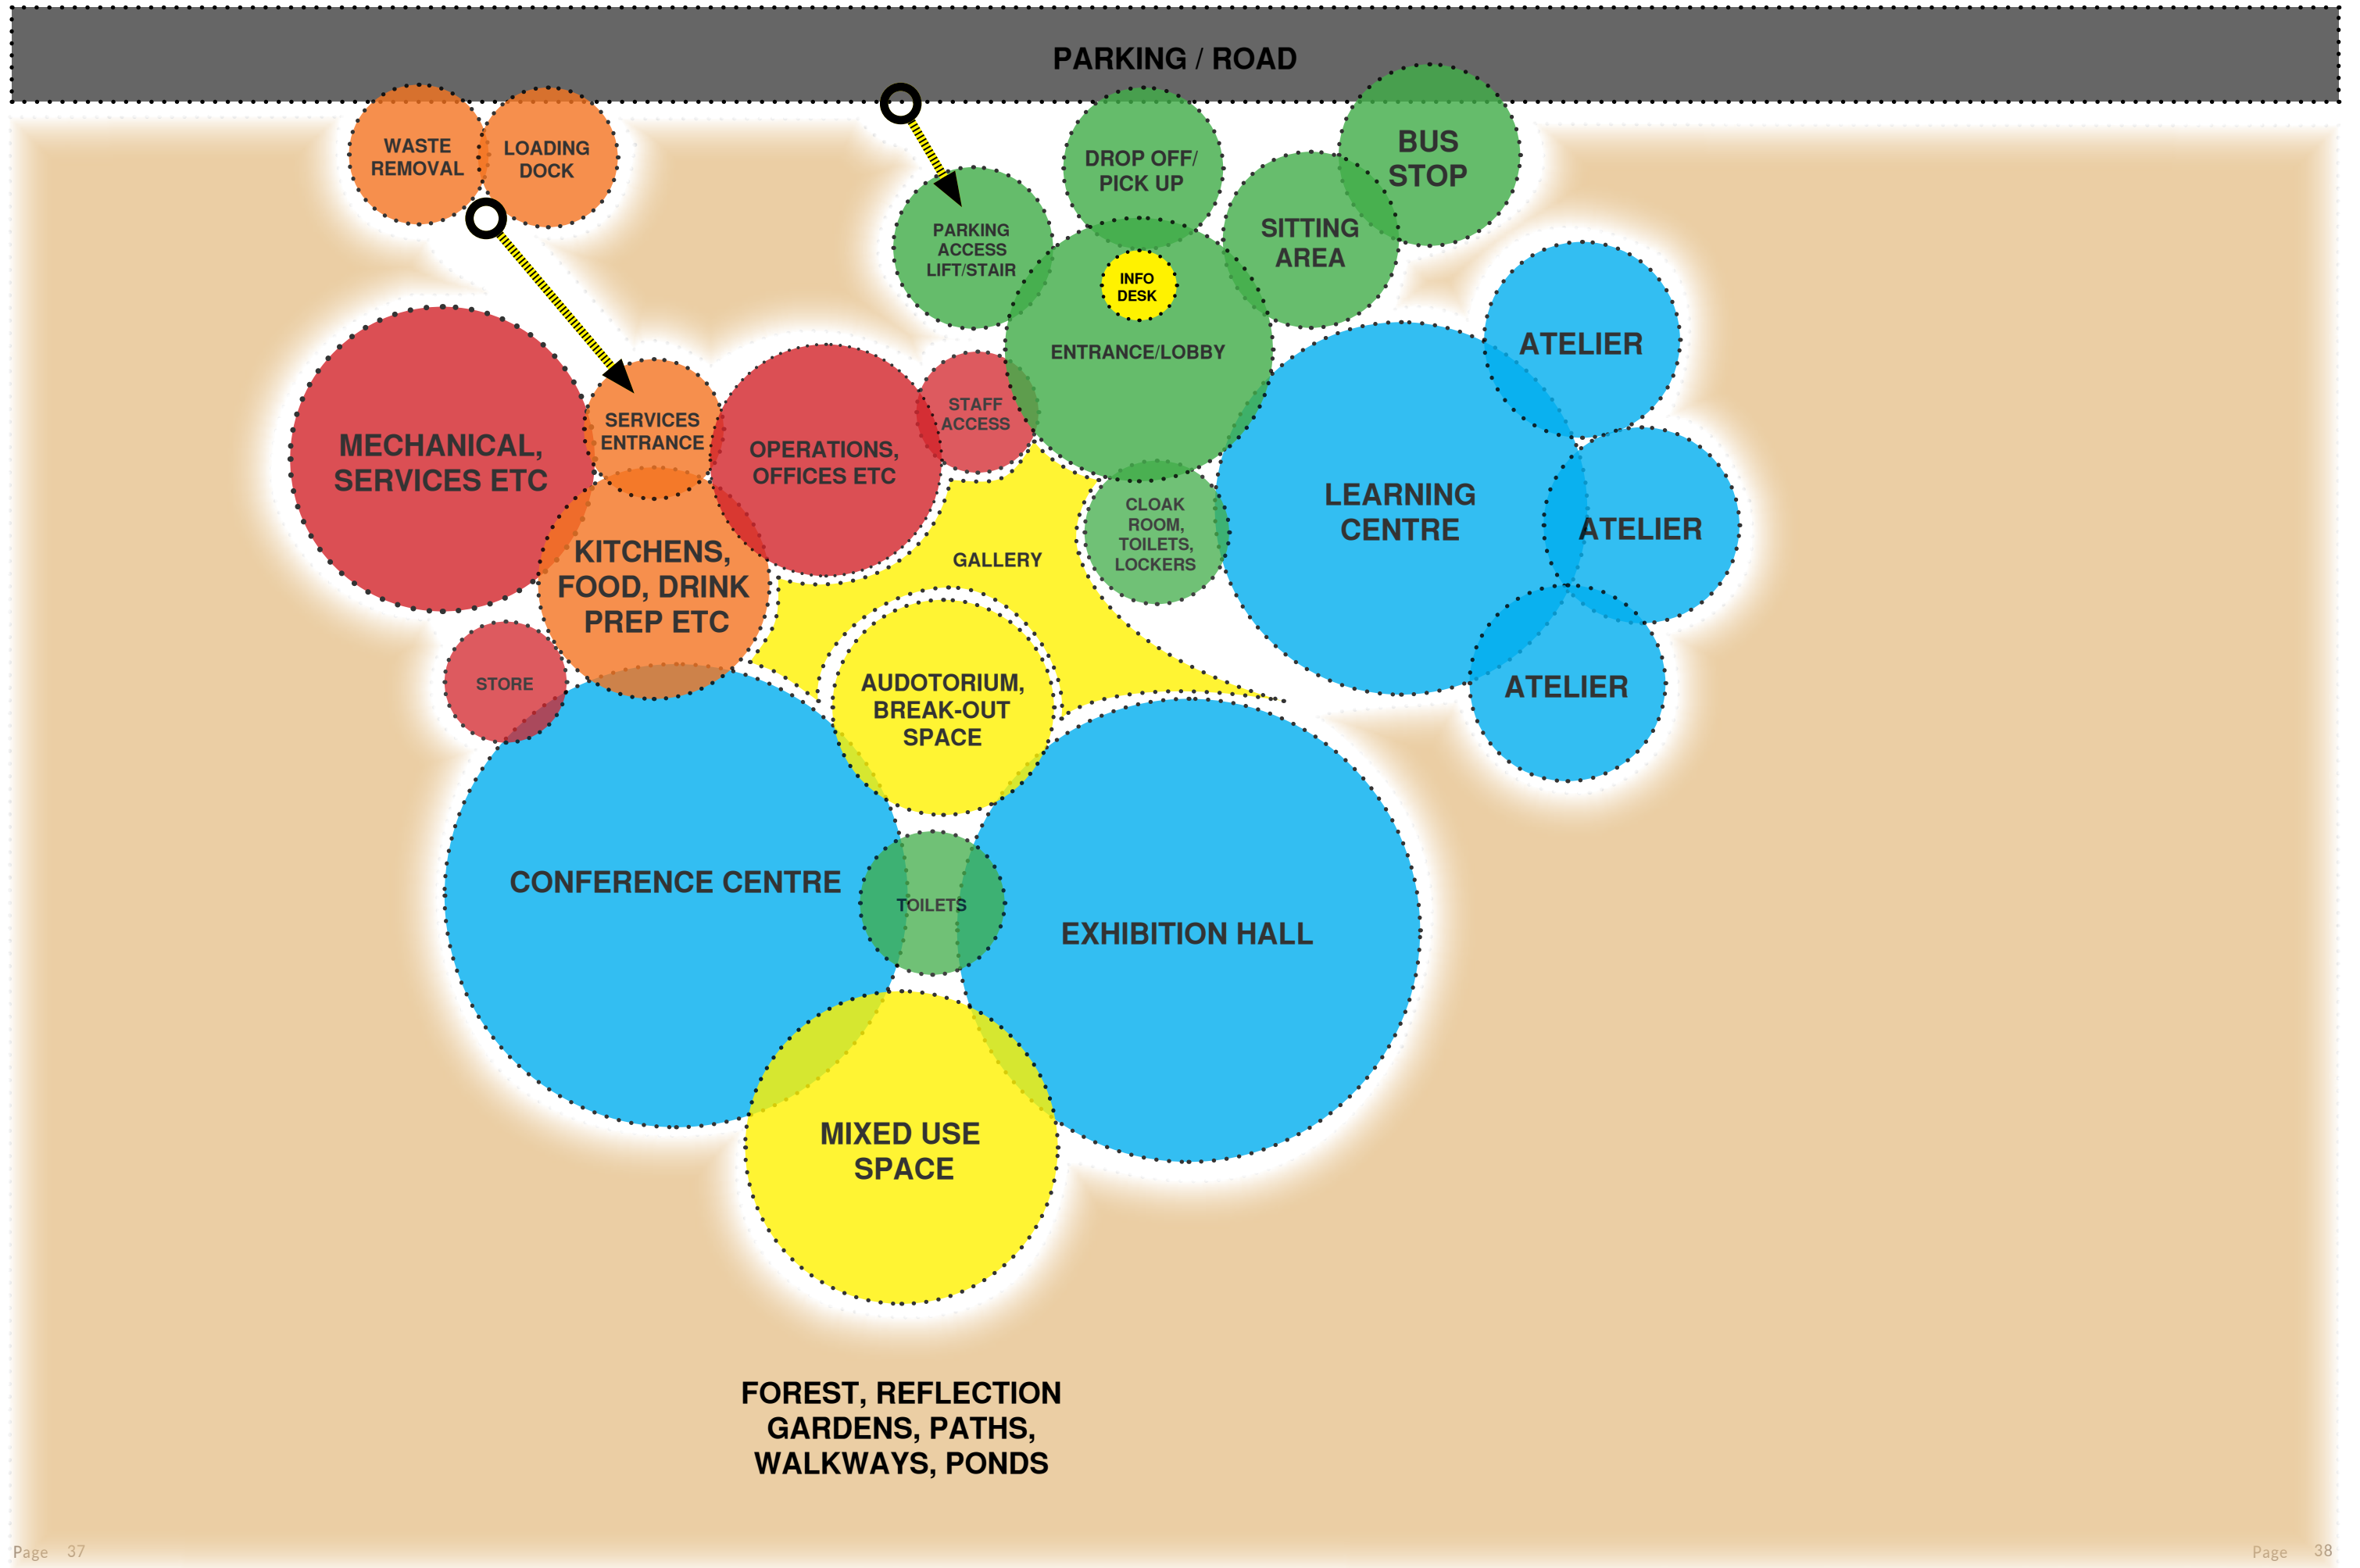 PARKING / ROAD
WASTE
REMOVAL
LOADING
DOCK
DROP OFF/
PICK UP
BUS
STOP
SITTING
AREA
PARKING
ACCESS
LIFT/STAIR
INFO
DESK
ENTRANCE/LOBBY
ATELIER
MECHANICAL,
SERVICES ETC
SERVICES
ENTRANCE
OPERATIONS,
OFFICES ETC
STAFF
ACCESS
LEARNING
CENTRE
ATELIER
CLOAK
ROOM,
TOILETS,
LOCKERS
GALLERY
KITCHENS,
FOOD, DRINK
PREP ETC
STORE
AUDOTORIUM,
BREAK-OUT
SPACE
ATELIER
CONFERENCE CENTRE
TOILETS
EXHIBITION HALL
MIXED USE
SPACE
FOREST, REFLECTION
GARDENS, PATHS,
WALKWAYS, PONDS
Page 37
Page 38